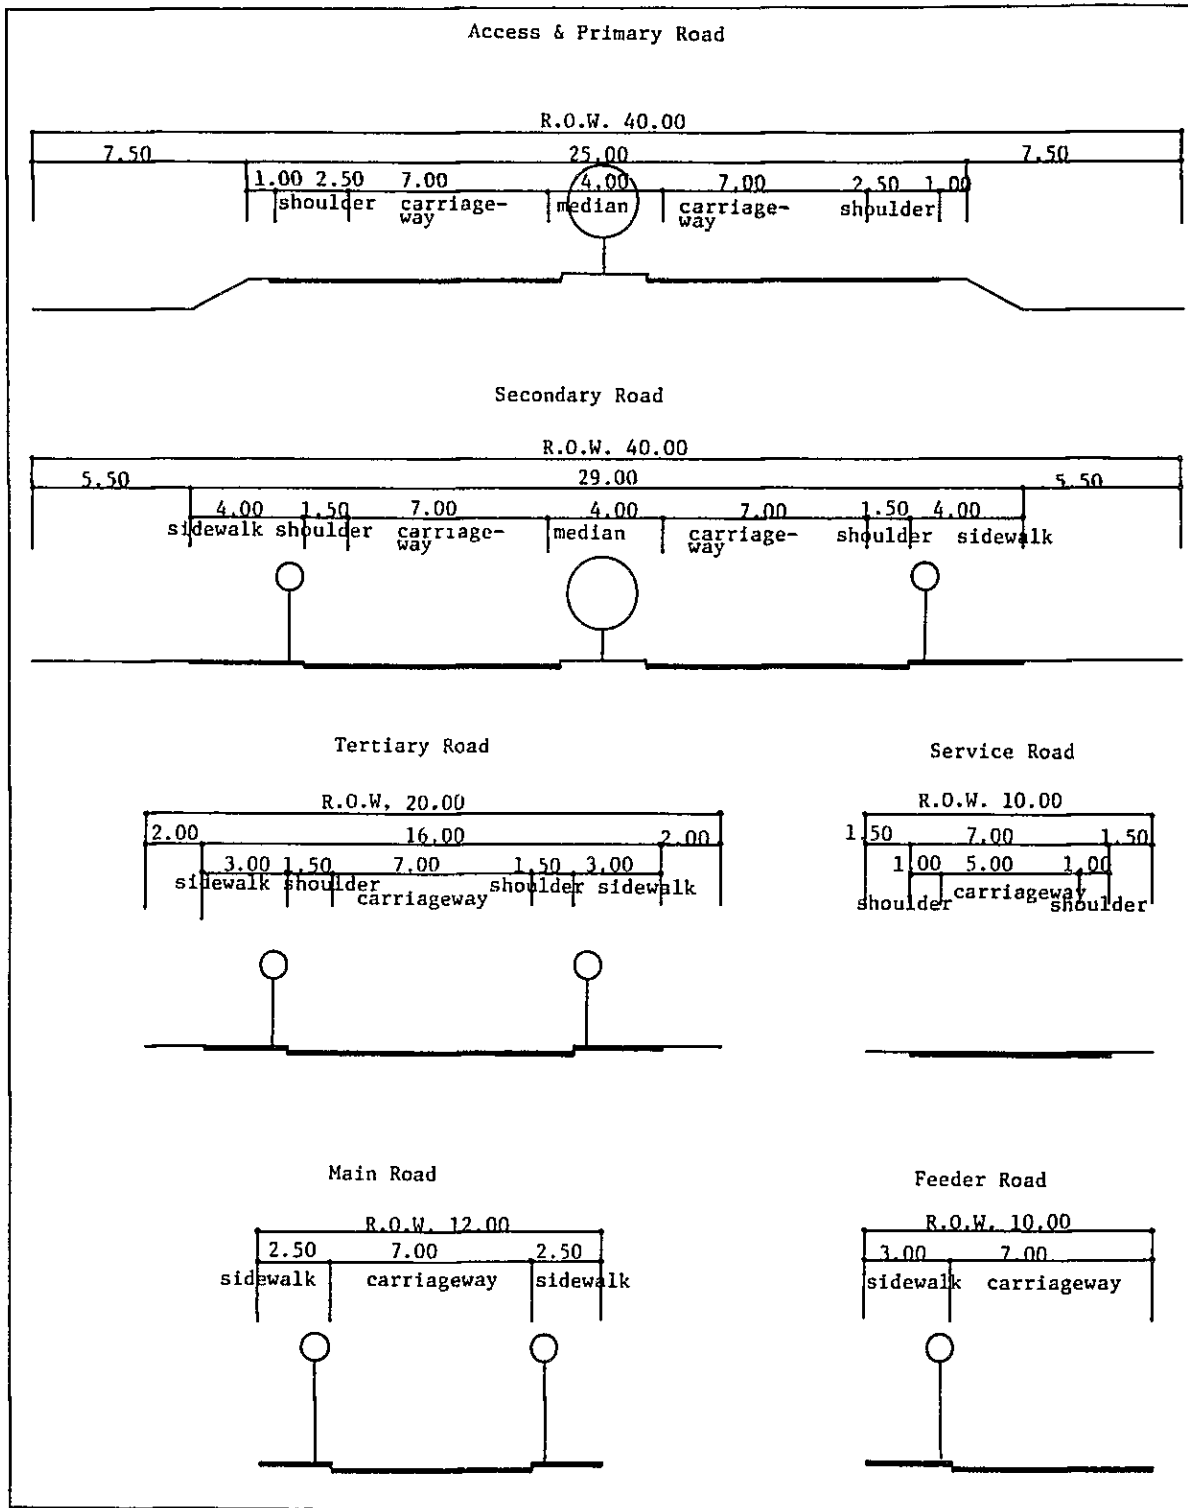 Access & Primary Road
R.O.W. 40.00
7.50 25.00 7.50
1.00 2.50 7.00 4.00 7.00 2.50 1.00
shoulder carriage-way median carriage-way shoulder
Secondary Road
R.O.W. 40.00
5.50 29.00 5.50
4.00 1.50 7.00 4.00 7.00 1.50 4.00
sidewalk shoulder carriage-way median carriage-way shoulder sidewalk
Tertiary Road
R.O.W. 20.00
2.00 16.00 2.00
3.00 1.50 7.00 1.50 3.00
sidewalk shoulder carriageway shoulder sidewalk
Service Road
R.O.W. 10.00
1.50 7.00 1.50
1.00 5.00 1.00
shoulder carriageway shoulder
Main Road
R.O.W. 12.00
2.50 7.00 2.50
sidewalk carriageway sidewalk
Feeder Road
R.O.W. 10.00
3.00 7.00
sidewalk carriageway